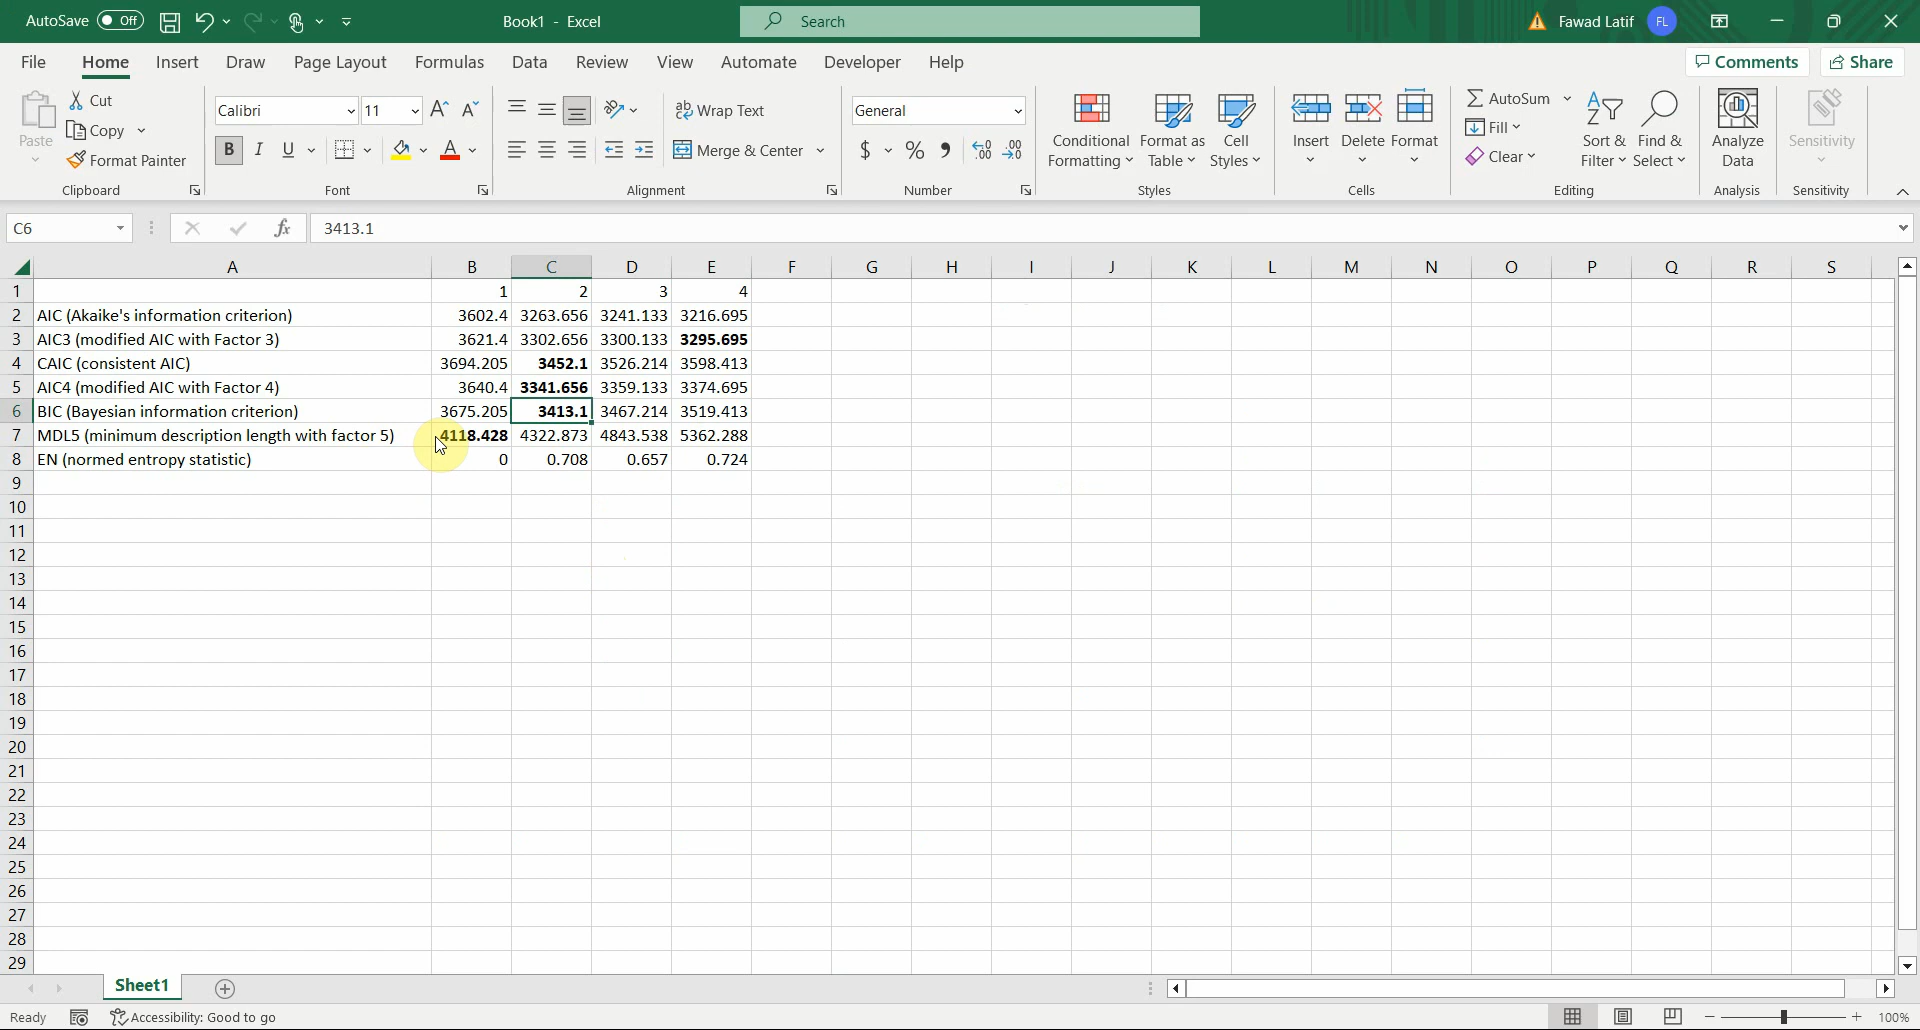 AutoSave Off Book1 - Excel Search Fawad Latif FL
File Home Insert Draw Page Layout Formulas Data Review View Automate Developer Help Comments Share
Paste
Cut
Copy
Format Painter
Clipboard
Calibri 11
B I U
Font
Wrap Text
Merge & Center
Alignment
General
$ % 9 .00 .00
Number
Conditional Formatting
Format as Table
Cell Styles
Styles
Insert Delete Format
Cells
AutoSum
Fill
Clear
Sort & Filter
Find & Select
Editing
Analyze Data
Analysis
Sensitivity
Sensitivity
C6 fx 3413.1
A B C D E F G H I J K L M N O P Q R S
1 1 2 3 4
2 AIC (Akaike's information criterion) 3602.4 3263.656 3241.133 3216.695
3 AIC3 (modified AIC with Factor 3) 3621.4 3302.656 3300.133 3295.695
4 CAIC (consistent AIC) 3694.205 3452.1 3526.214 3598.413
5 AIC4 (modified AIC with Factor 4) 3640.4 3341.656 3359.133 3374.695
6 BIC (Bayesian information criterion) 3675.205 3413.1 3467.214 3519.413
7 MDL5 (minimum description length with factor 5) 4118.428 4322.873 4843.538 5362.288
8 EN (normed entropy statistic) 0 0.708 0.657 0.724
9
10
11
12
13
14
15
16
17
18
19
20
21
22
23
24
25
26
27
28
29
Sheet1
Ready Accessibility: Good to go 100%